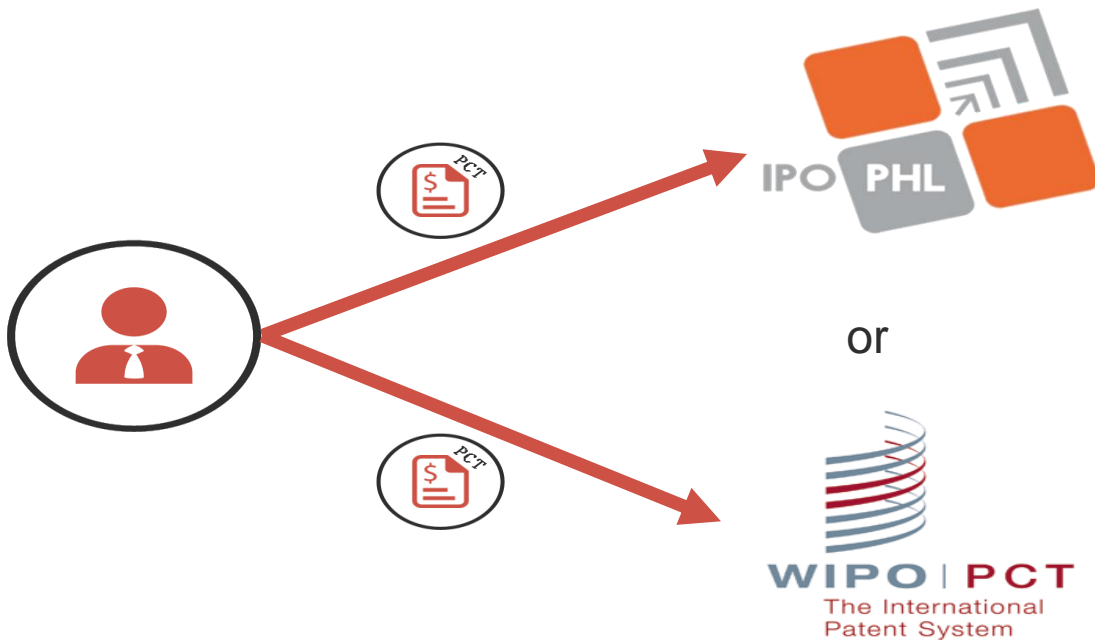 PCT
$
IPO PHL
or
PCT
$
WIPO | PCT
The International
Patent System